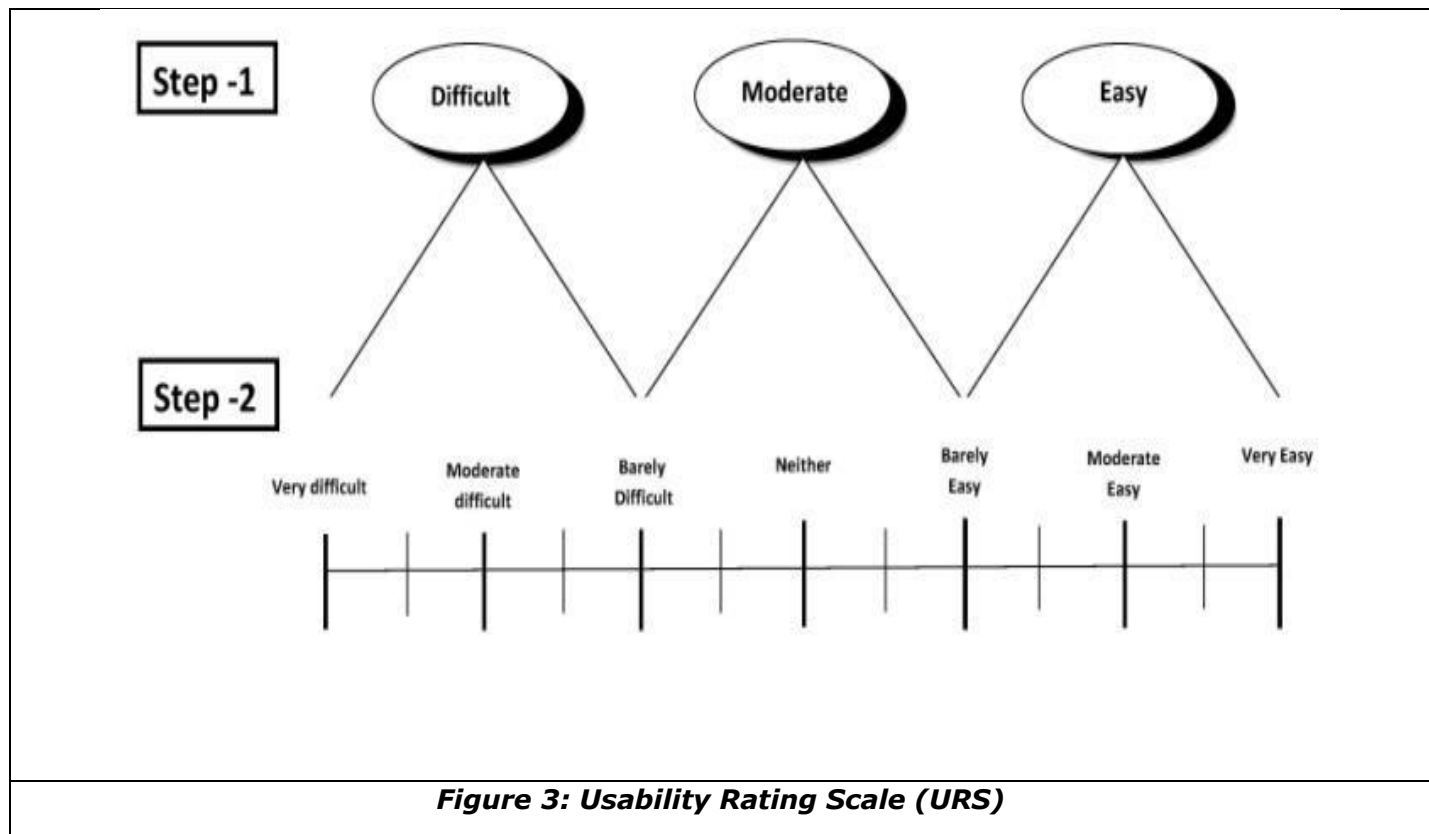 Step -1
Difficult
Moderate
Easy
Step -2
Very difficult
Moderate
difficult
Barely
Difficult
Neither
Barely
Easy
Moderate
Easy
Very Easy
Figure 3: Usability Rating Scale (URS)